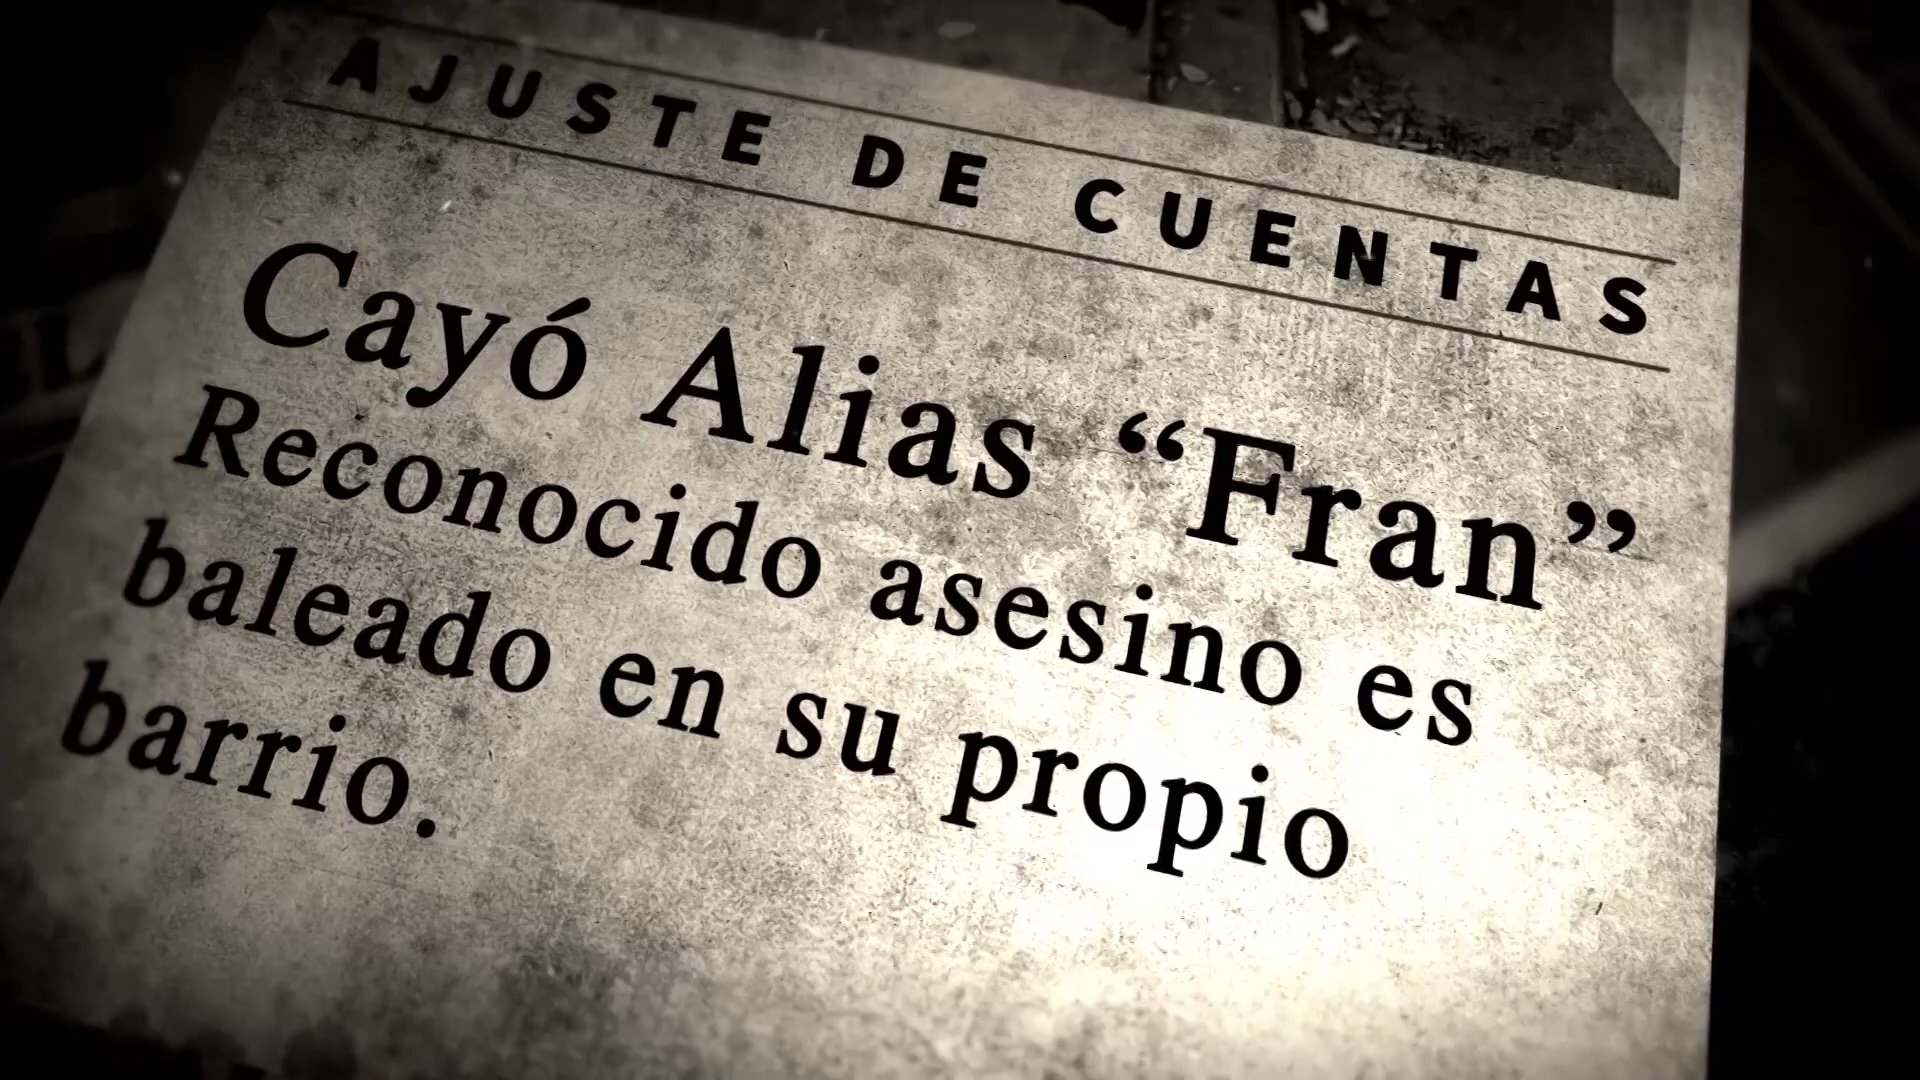 AJUSTE DE CUENTAS
Cayó Alias “Fran”
Reconocido asesino es
baleado en su propio
barrio.